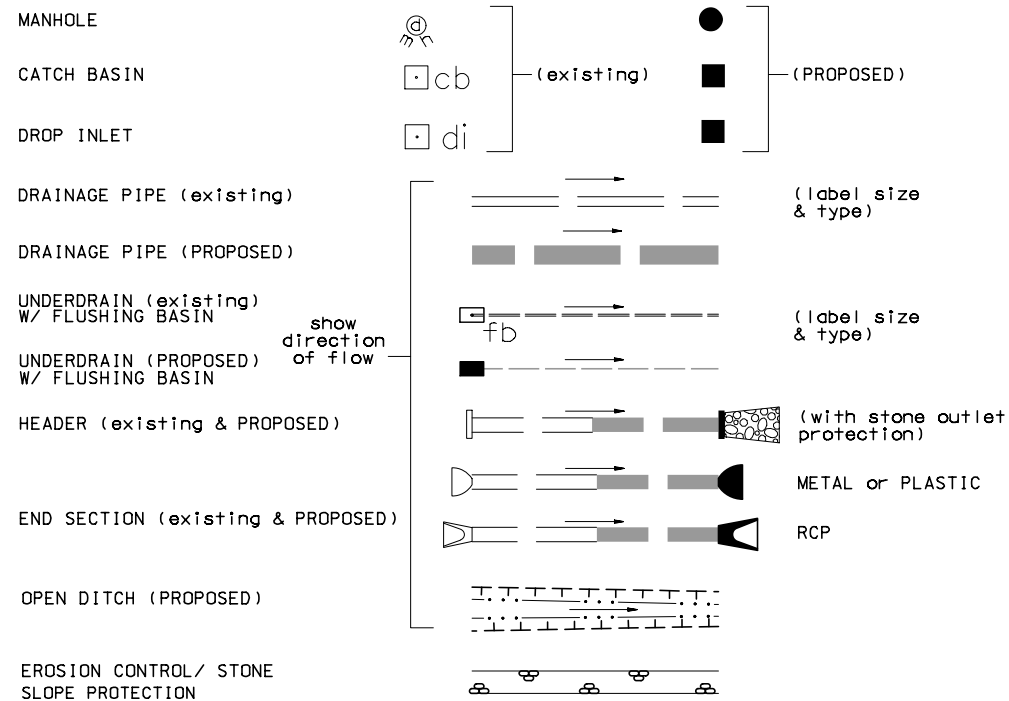 MANHOLE
d
mh
CATCH BASIN
cb
(existing)
(PROPOSED)
DROP INLET
di
DRAINAGE PIPE (existing)
(label size
& type)
DRAINAGE PIPE (PROPOSED)
UNDERDRAIN (existing)
W/ FLUSHING BASIN
fb
(label size
& type)
show
direction
of flow
UNDERDRAIN (PROPOSED)
W/ FLUSHING BASIN
HEADER (existing & PROPOSED)
(with stone outlet
protection)
METAL or PLASTIC
END SECTION (existing & PROPOSED)
RCP
OPEN DITCH (PROPOSED)
EROSION CONTROL/ STONE
SLOPE PROTECTION